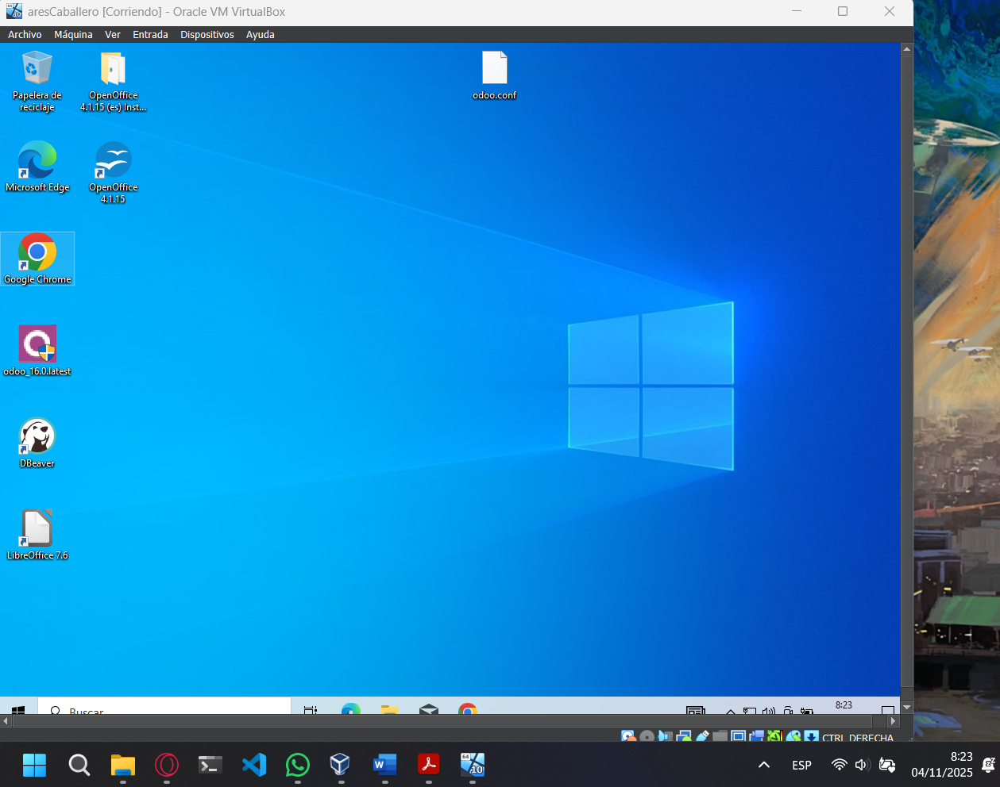 aresCaballero [Corriendo] - Oracle VM VirtualBox
Archivo Máquina Ver Entrada Dispositivos Ayuda
Papelera de
reciclaje
OpenOffice
4.1.15 (es) Inst...
odoo.conf
Microsoft Edge
OpenOffice
4.1.15
Google Chrome
odoo_16.0.latest
DBeaver
LibreOffice 7.6
Buscar
8:23
CTRL DERECHA
ESP
8:23
04/11/2025